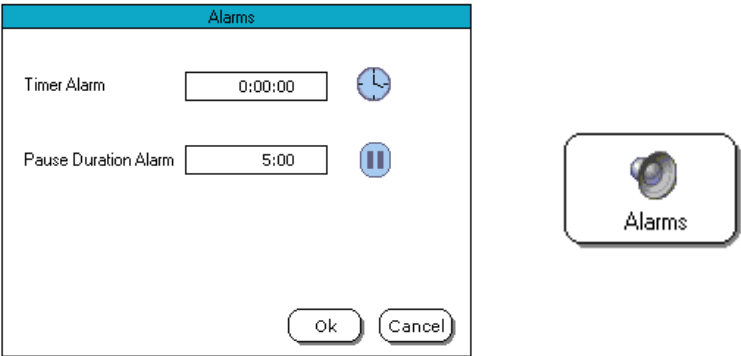 Alarms
Timer Alarm 0:00:00
Pause Duration Alarm 5:00
Alarms
Ok Cancel